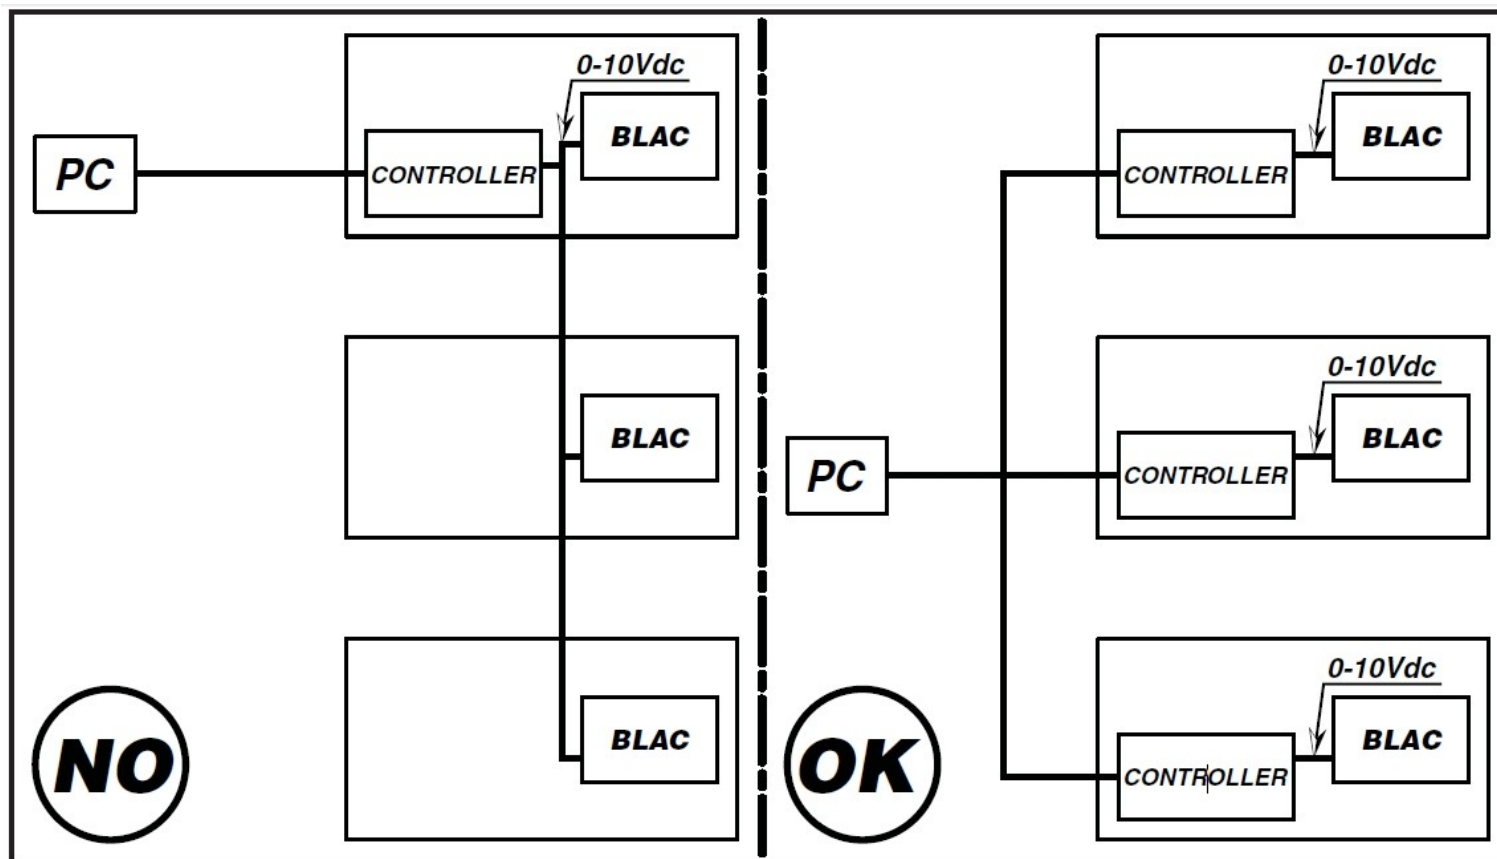 0-10Vdc
BLAC
PC
CONTROLLER
BLAC
BLAC
NO
0-10Vdc
BLAC
CONTROLLER
0-10Vdc
BLAC
PC
CONTROLLER
0-10Vdc
BLAC
CONTROLLER
OK